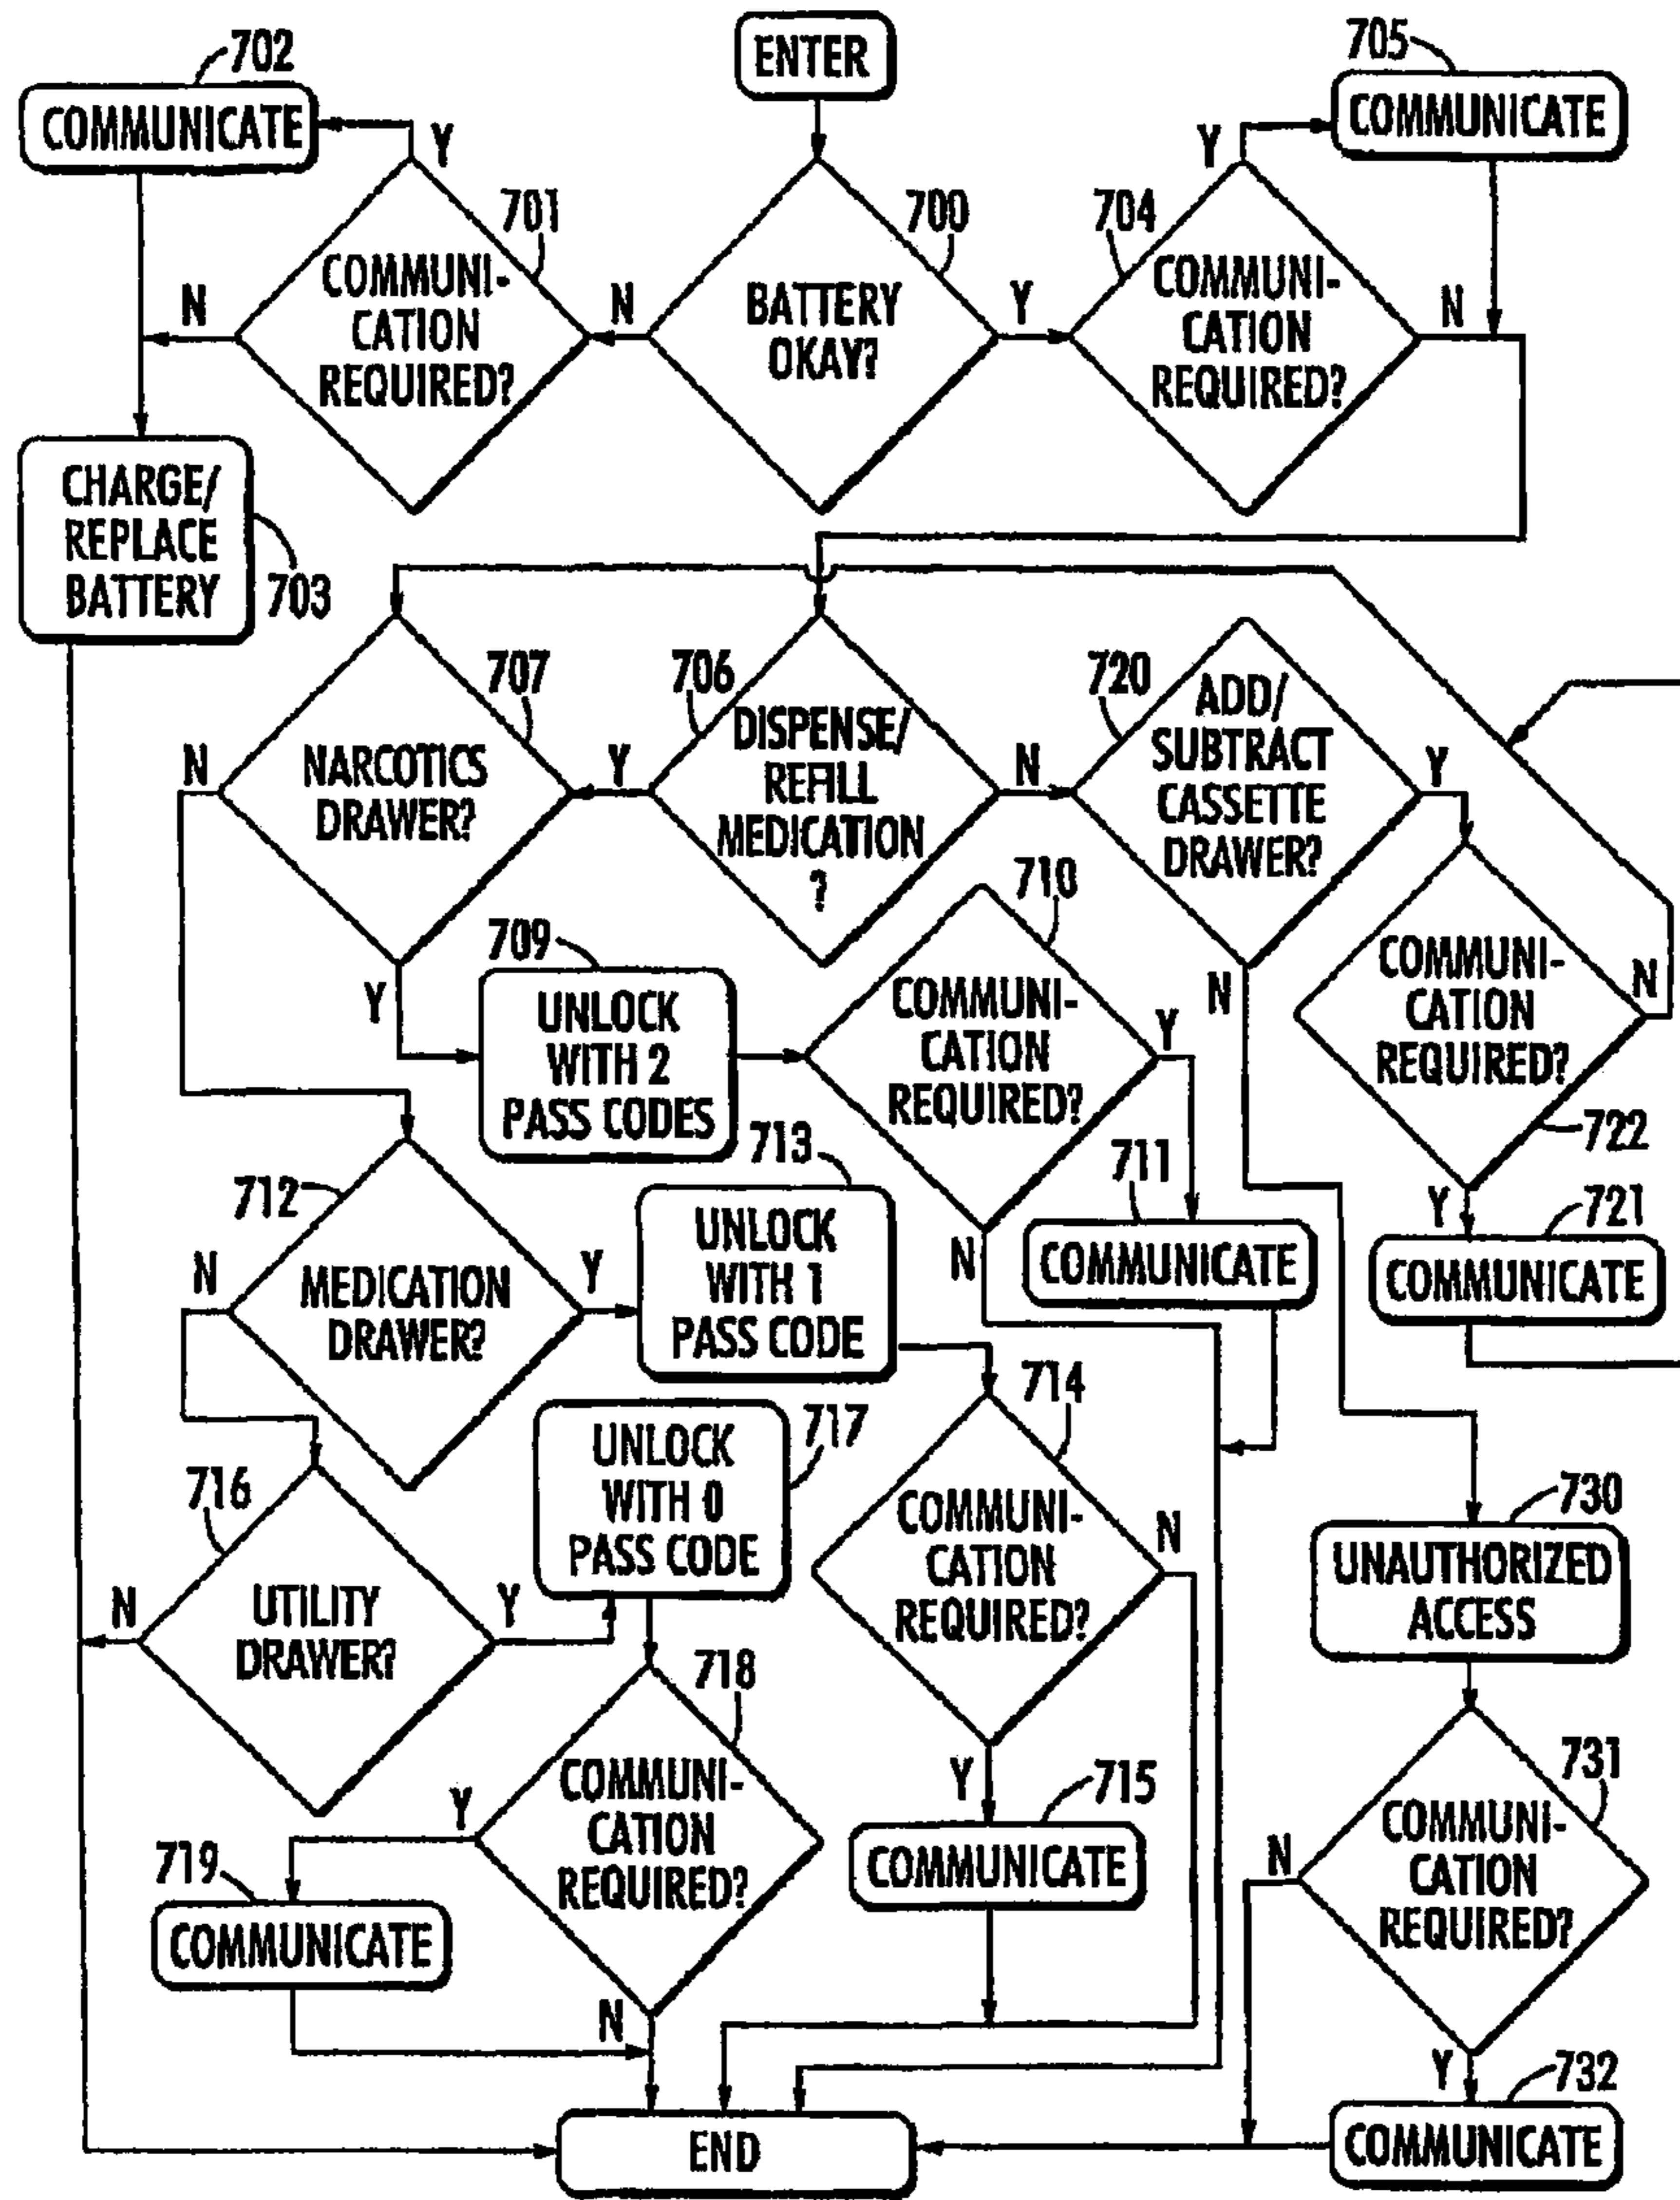 702
COMMUNICATE
ENTER
705
COMMUNICATE
Y
Y
701
COMMUNI-
CATION
REQUIRED?
N
N
700
BATTERY
OKAY?
Y
704
COMMUNI-
CATION
REQUIRED?
N
CHARGE/
REPLACE
BATTERY
703
707
NARCOTICS
DRAWER?
N
Y
706
DISPENSE/
REFILL
MEDICATION
?
N
720
ADD/
SUBTRACT
CASSETTE
DRAWER?
Y
N
Y
709
UNLOCK
WITH 2
PASS CODES
710
COMMUNI-
CATION
REQUIRED?
Y
N
COMMUNI-
CATION
REQUIRED?
N
722
Y
711
COMMUNICATE
721
COMMUNICATE
712
MEDICATION
DRAWER?
N
Y
713
UNLOCK
WITH 1
PASS CODE
714
COMMUNI-
CATION
REQUIRED?
N
Y
716
UTILITY
DRAWER?
N
Y
UNLOCK
WITH 0
PASS CODE
717
718
COMMUNI-
CATION
REQUIRED?
Y
N
719
COMMUNICATE
715
COMMUNICATE
730
UNAUTHORIZED
ACCESS
731
COMMUNI-
CATION
REQUIRED?
N
Y
732
COMMUNICATE
END